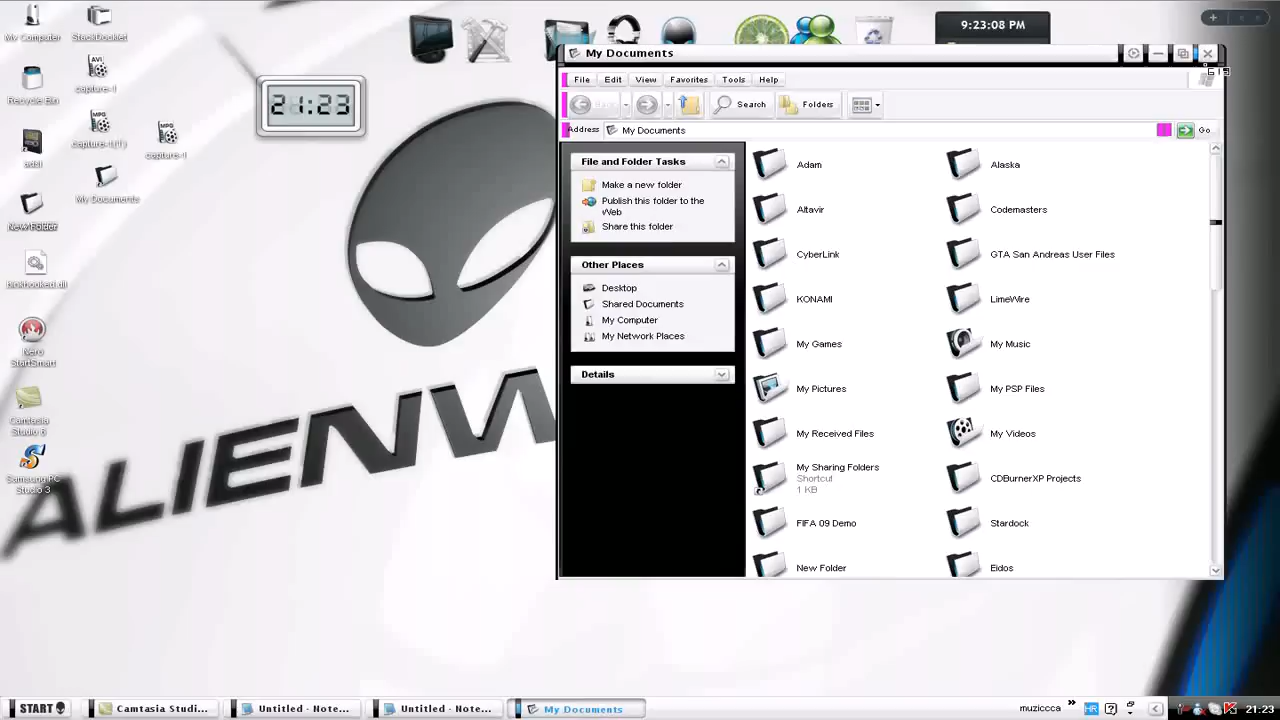 My Computer
StockDocklet
Recycle Bin
capture-1
adsl
capture-1(1)
capture-1
New Folder
My Documents
Nero
StartSmart
Camtasia
Studio 6
Samsung PC
Studio 3
21:23
9:23:08 PM
ALIENW
My Documents
File Edit View Favorites Tools Help
Back Search Folders
Address My Documents Go
File and Folder Tasks
Make a new folder
Publish this folder to the
Web
Share this folder
Other Places
Desktop
Shared Documents
My Computer
My Network Places
Details
Adam Alaska
Altavir Codemasters
CyberLink GTA San Andreas User Files
KONAMI LimeWire
My Games My Music
My Pictures My PSP Files
My Received Files My Videos
My Sharing Folders
Shortcut
1 KB
CDBurnerXP Projects
FIFA 09 Demo Stardock
New Folder Eidos
START Camtasia Studi... Untitled - Note... Untitled - Note... My Documents HR 21:23